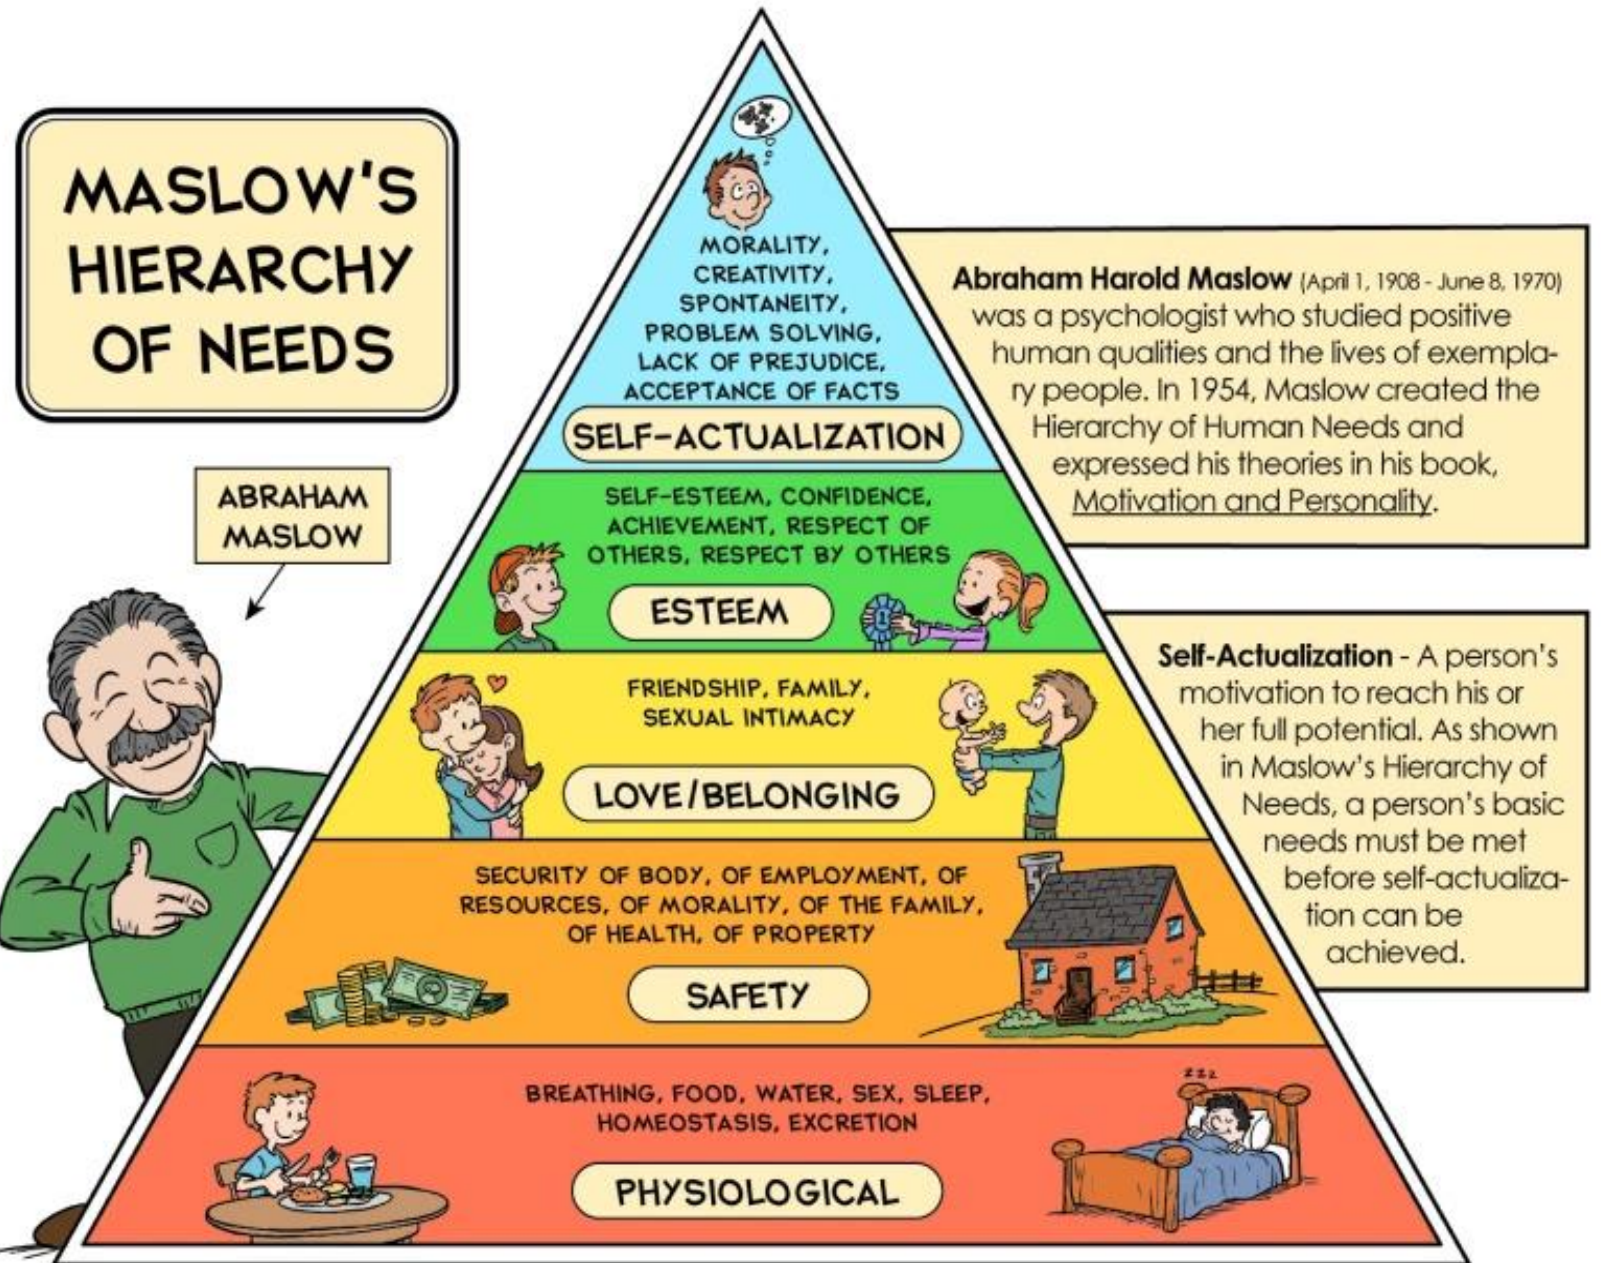 MASLOW'S
HIERARCHY
OF NEEDS
ABRAHAM
MASLOW
MORALITY,
CREATIVITY,
SPONTANEITY,
PROBLEM SOLVING,
LACK OF PREJUDICE,
ACCEPTANCE OF FACTS
SELF-ACTUALIZATION
SELF-ESTEEM, CONFIDENCE,
ACHIEVEMENT, RESPECT OF
OTHERS, RESPECT BY OTHERS
1
ESTEEM
FRIENDSHIP, FAMILY,
SEXUAL INTIMACY
LOVE/BELONGING
SECURITY OF BODY, OF EMPLOYMENT, OF
RESOURCES, OF MORALITY, OF THE FAMILY,
OF HEALTH, OF PROPERTY
SAFETY
BREATHING, FOOD, WATER, SEX, SLEEP,
HOMEOSTASIS, EXCRETION
zzz
PHYSIOLOGICAL
Abraham Harold Maslow (April 1, 1908 - June 8, 1970)
was a psychologist who studied positive
human qualities and the lives of exempla-
ry people. In 1954, Maslow created the
Hierarchy of Human Needs and
expressed his theories in his book,
Motivation and Personality.
Self-Actualization - A person's
motivation to reach his or
her full potential. As shown
in Maslow's Hierarchy of
Needs, a person's basic
needs must be met
before self-actualiza-
tion can be
achieved.